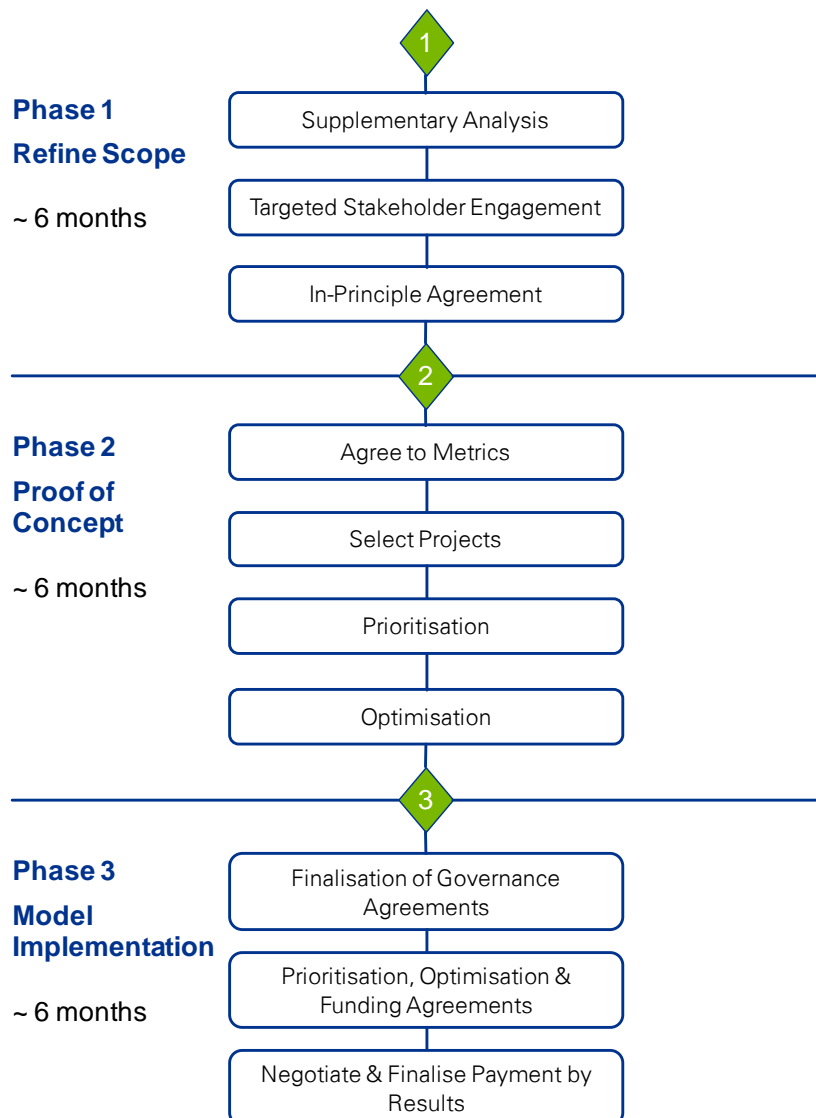 1
Phase 1
Refine Scope
~ 6 months
Supplementary Analysis
Targeted Stakeholder Engagement
In-Principle Agreement
2
Phase 2
Proof of
Concept
~ 6 months
Agree to Metrics
Select Projects
Prioritisation
Optimisation
3
Phase 3
Model
Implementation
~ 6 months
Finalisation of Governance
Agreements
Prioritisation, Optimisation &
Funding Agreements
Negotiate & Finalise Payment by
Results